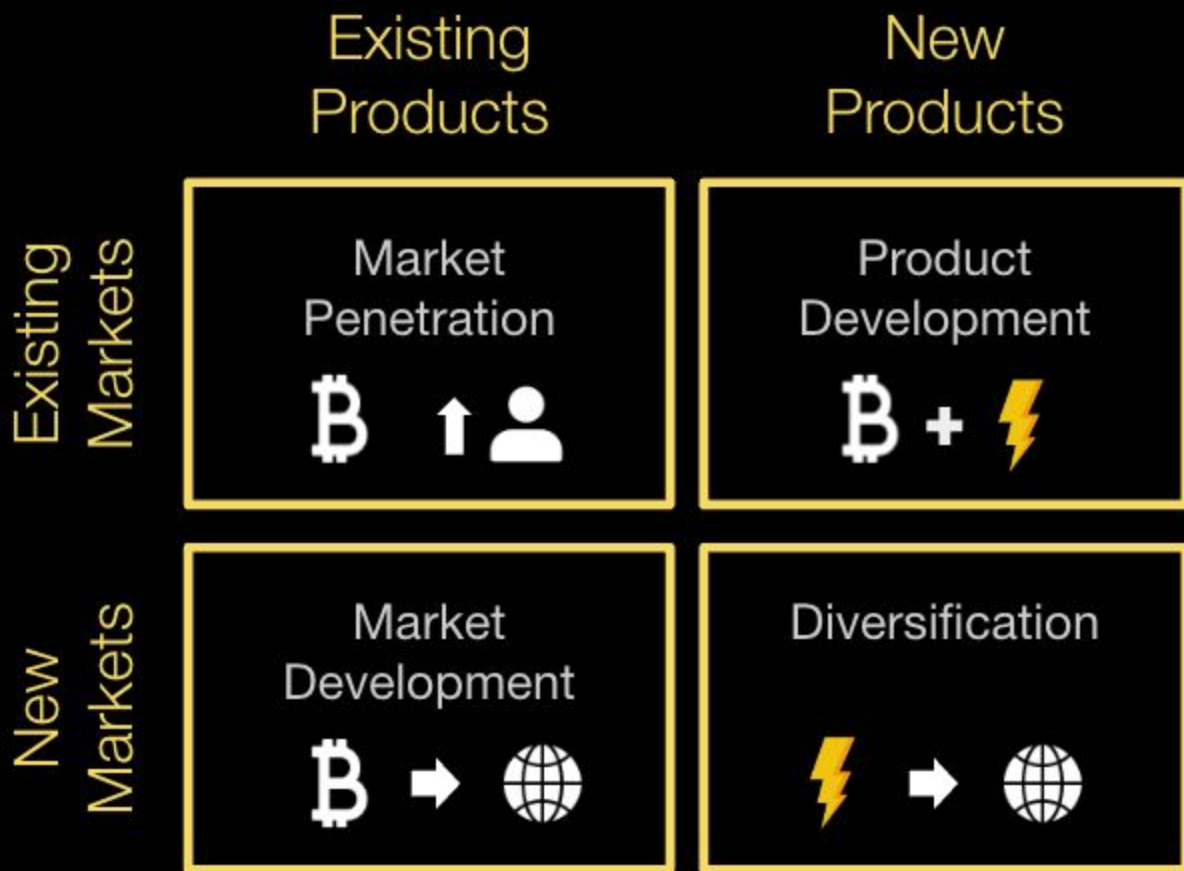 Existing
Products
New
Products
Existing
Markets
Market
Penetration
Product
Development
New
Markets
Market
Development
Diversification